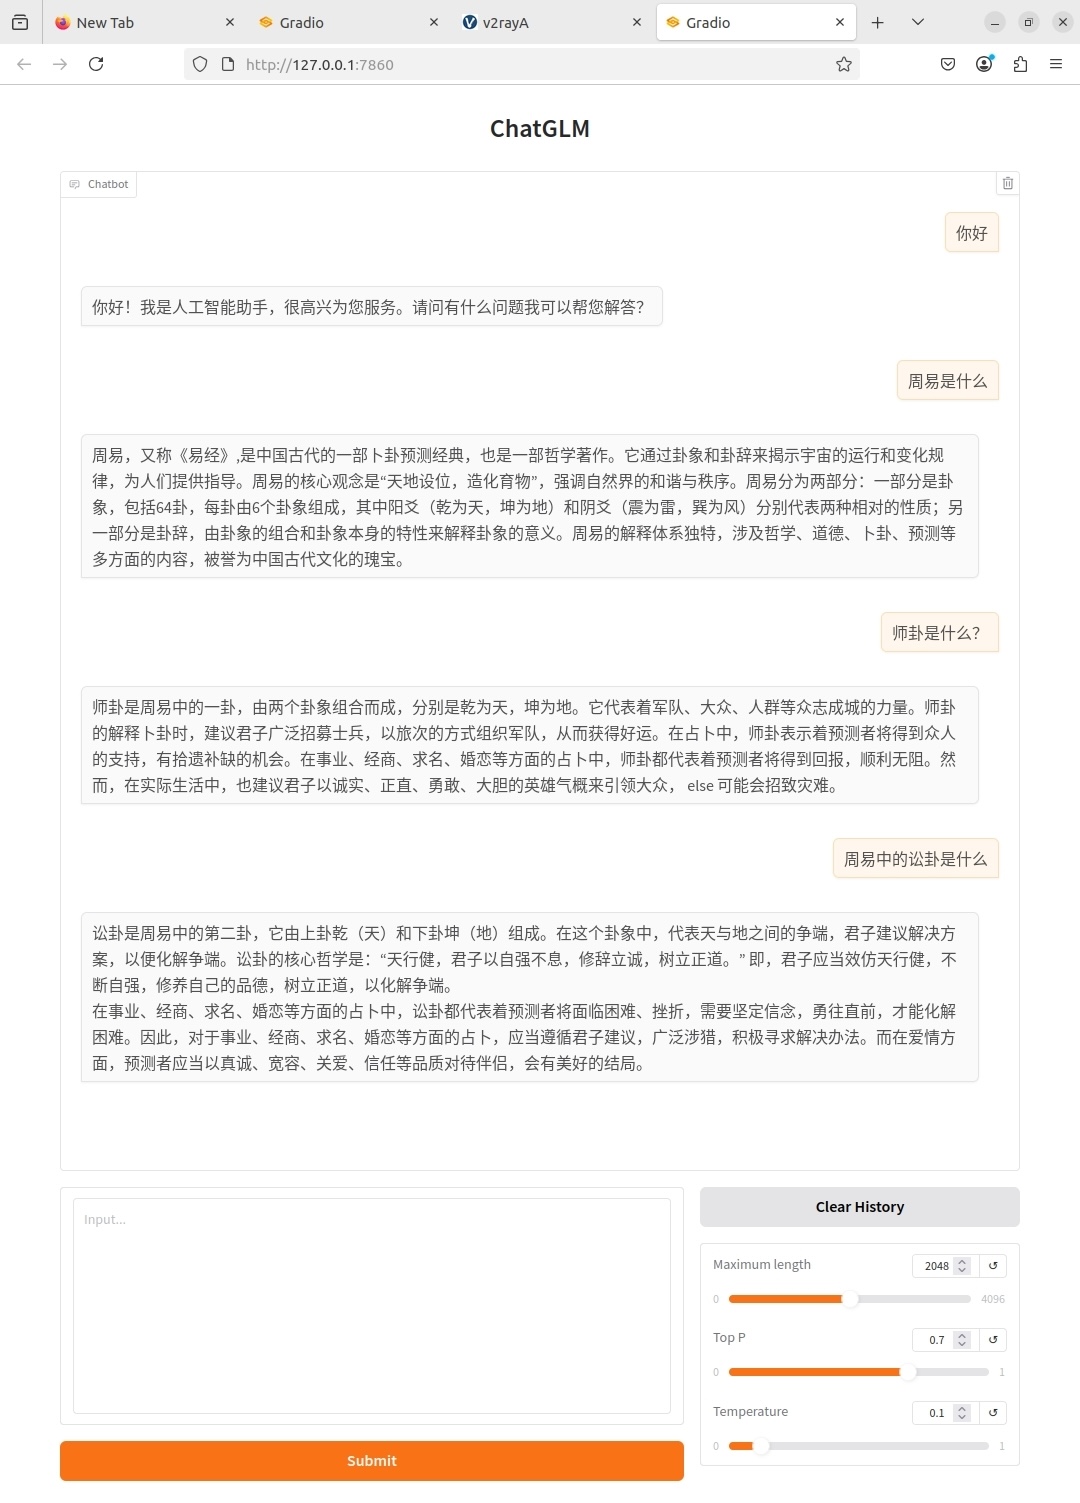 New Tab
Gradio
v2rayA
Gradio
http://127.0.0.1:7860
ChatGLM
Chatbot
你好
你好！我是人工智能助手，很高兴为您服务。请问有什么问题我可以帮您解答？
周易是什么
周易，又称《易经》,是中国古代的一部卜卦预测经典，也是一部哲学著作。它通过卦象和卦辞来揭示宇宙的运行和变化规
律，为人们提供指导。周易的核心观念是“天地设位，造化育物”，强调自然界的和谐与秩序。周易分为两部分：一部分是卦
象，包括64卦，每卦由6个卦象组成，其中阳爻（乾为天，坤为地）和阴爻（震为雷，巽为风）分别代表两种相对的性质；另
一部分是卦辞，由卦象的组合和卦象本身的特性来解释卦象的意义。周易的解释体系独特，涉及哲学、道德、卜卦、预测等
多方面的内容，被誉为中国古代文化的瑰宝。
师卦是什么？
师卦是周易中的一卦，由两个卦象组合而成，分别是乾为天，坤为地。它代表着军队、大众、人群等众志成城的力量。师卦
的解释卜卦时，建议君子广泛招募士兵，以旅次的方式组织军队，从而获得好运。在占卜中，师卦表示着预测者将得到众人
的支持，有拾遗补缺的机会。在事业、经商、求名、婚恋等方面的占卜中，师卦都代表着预测者将得到回报，顺利无阻。然
而，在实际生活中，也建议君子以诚实、正直、勇敢、大胆的英雄气概来引领大众， else 可能会招致灾难。
周易中的讼卦是什么
讼卦是周易中的第二卦，它由上卦乾（天）和下卦坤（地）组成。在这个卦象中，代表天与地之间的争端，君子建议解决方
案，以便化解争端。讼卦的核心哲学是：“天行健，君子以自强不息，修辞立诚，树立正道。” 即，君子应当效仿天行健，不
断自强，修养自己的品德，树立正道，以化解争端。
在事业、经商、求名、婚恋等方面的占卜中，讼卦都代表着预测者将面临困难、挫折，需要坚定信念，勇往直前，才能化解
困难。因此，对于事业、经商、求名、婚恋等方面的占卜，应当遵循君子建议，广泛涉猎，积极寻求解决办法。而在爱情方
面，预测者应当以真诚、宽容、关爱、信任等品质对待伴侣，会有美好的结局。
Input...
Submit
Clear History
Maximum length
2048
0
4096
Top P
0.7
0
1
Temperature
0.1
0
1